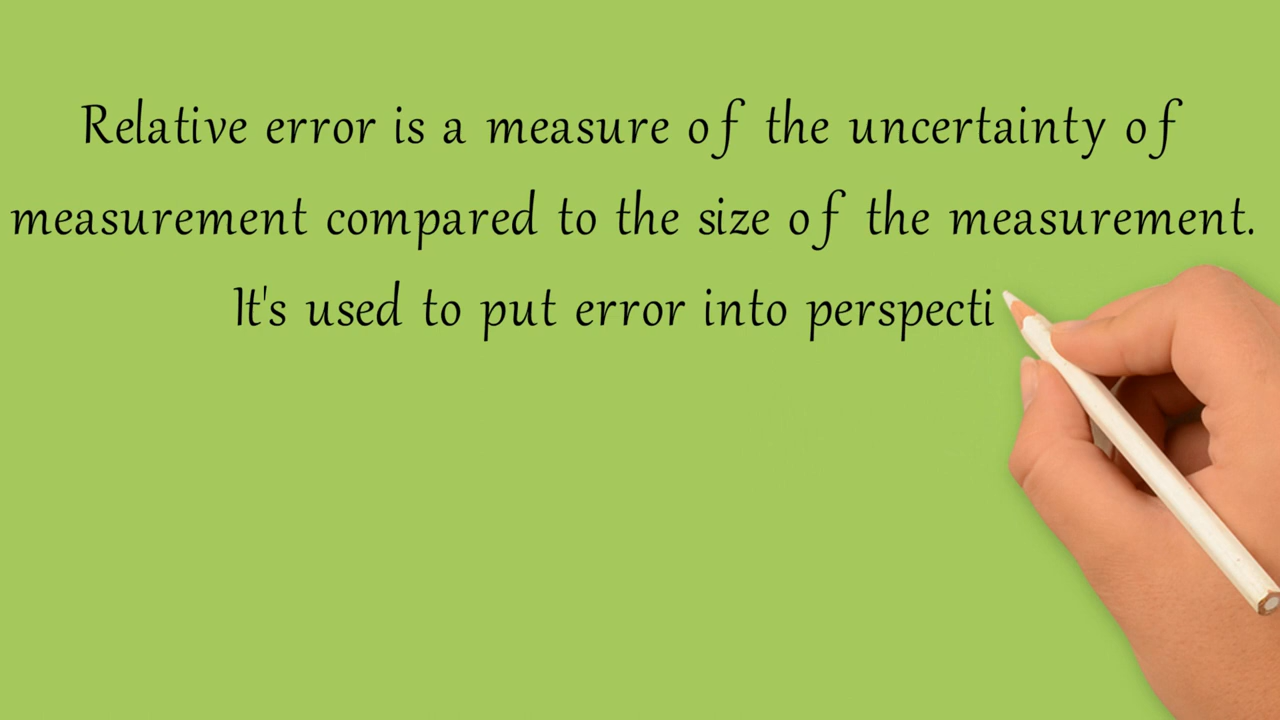 Relative error is a measure of the uncertainty of
measurement compared to the size of the measurement.
It's used to put error into perspecti